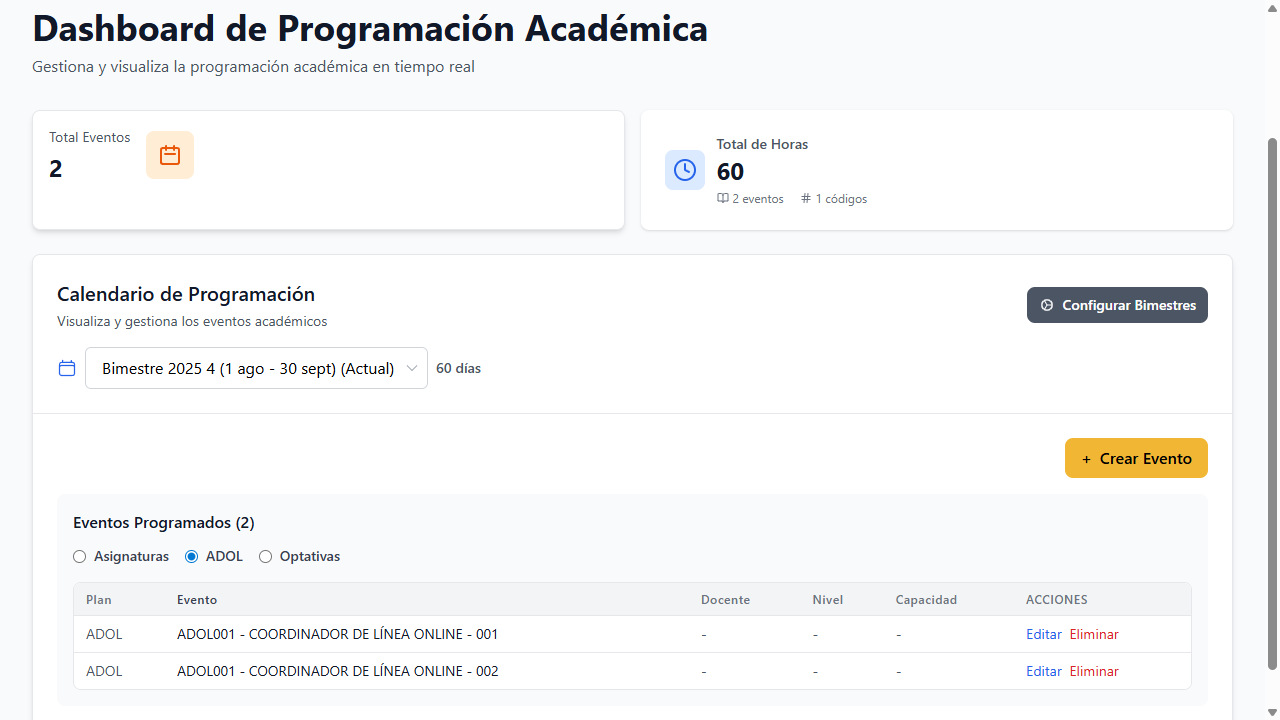 Dashboard de Programación Académica
Gestiona y visualiza la programación académica en tiempo real
Total Eventos
2
Total de Horas
60
2 eventos # 1 códigos
Calendario de Programación
Visualiza y gestiona los eventos académicos
Configurar Bimestres
Bimestre 2025 4 (1 ago - 30 sept) (Actual) 60 días
+ Crear Evento
Eventos Programados (2)
Asignaturas ADOL Optativas
Plan Evento Docente Nivel Capacidad ACCIONES
ADOL ADOL001 - COORDINADOR DE LÍNEA ONLINE - 001 - - - Editar Eliminar
ADOL ADOL001 - COORDINADOR DE LÍNEA ONLINE - 002 - - - Editar Eliminar